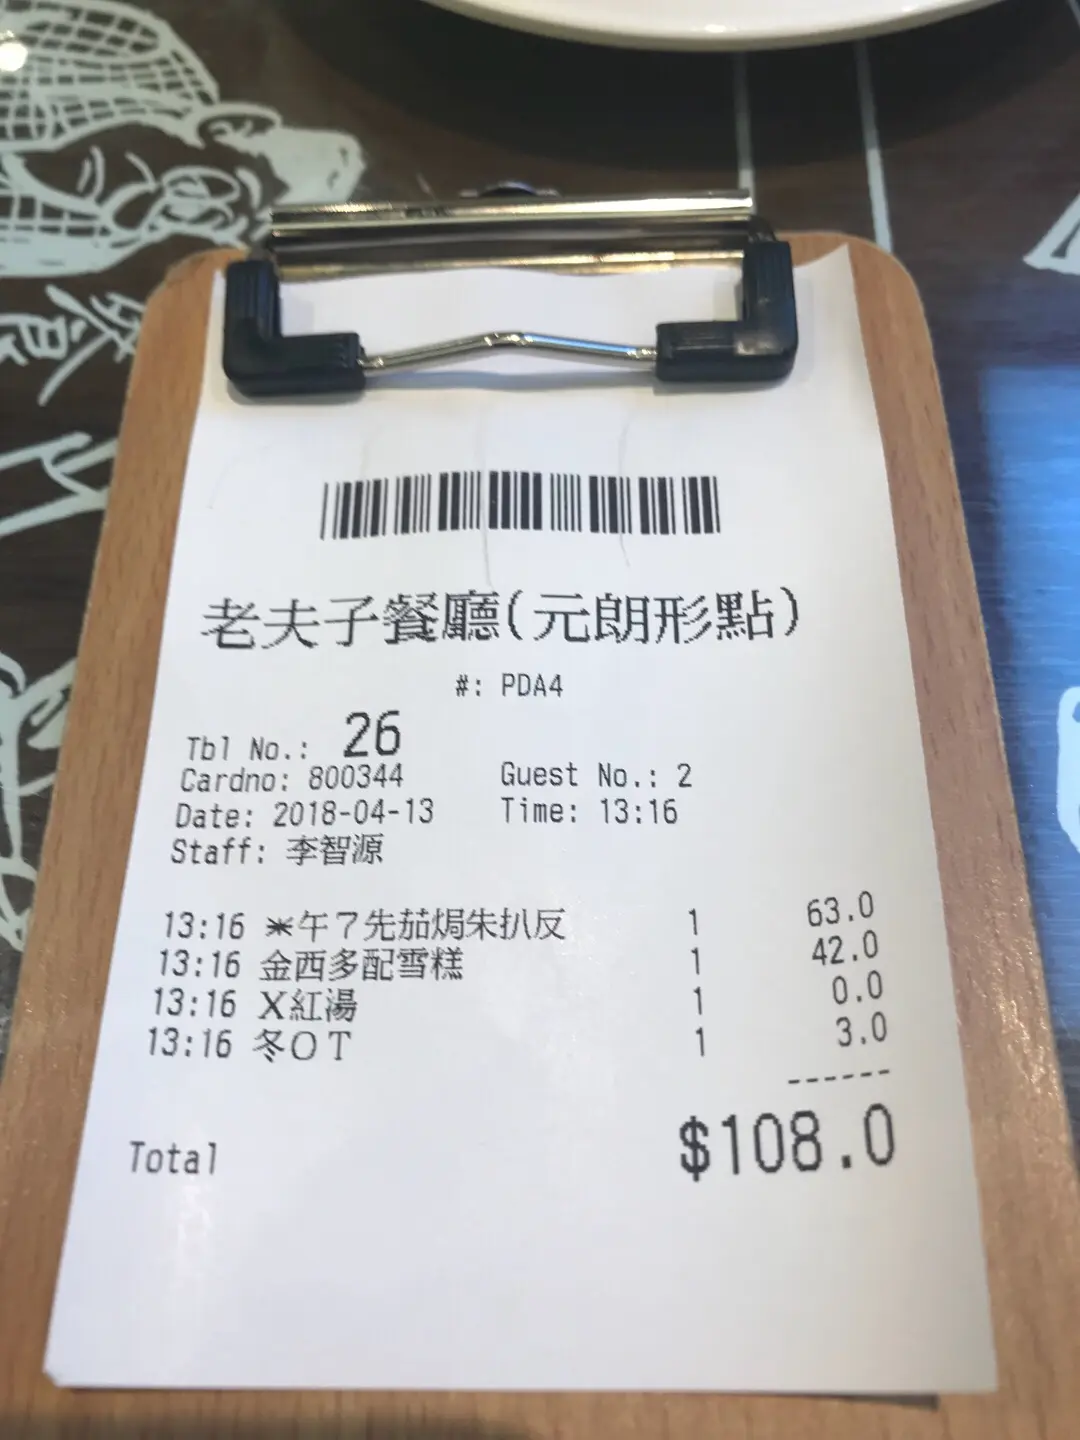 老夫子餐廳(元朗形點)
#: PDA4
Tbl No.: 26
Cardno: 800344 Guest No.: 2
Date: 2018-04-13 Time: 13:16
Staff: 李智源
13:16 ＊午７先茄焗朱扒反 1 63.0
13:16 金西多配雪糕 1 42.0
13:16 Ｘ紅湯 1 0.0
13:16 冬ＯＴ 1 3.0
------
Total $108.0